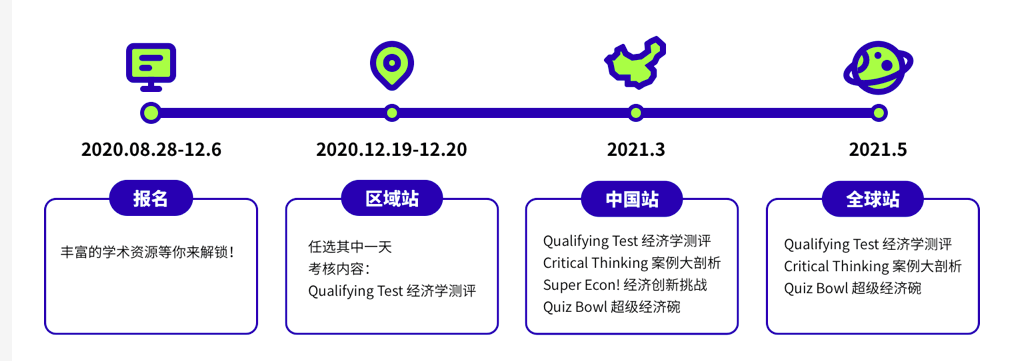 2020.08.28-12.6
2020.12.19-12.20
2021.3
2021.5
报名
区域站
中国站
全球站
丰富的学术资源等你来解锁!
任选其中一天
考核内容:
Qualifying Test 经济学测评
Qualifying Test 经济学测评
Critical Thinking 案例大剖析
Super Econ! 经济创新挑战
Quiz Bowl 超级经济碗
Qualifying Test 经济学测评
Critical Thinking 案例大剖析
Quiz Bowl 超级经济碗